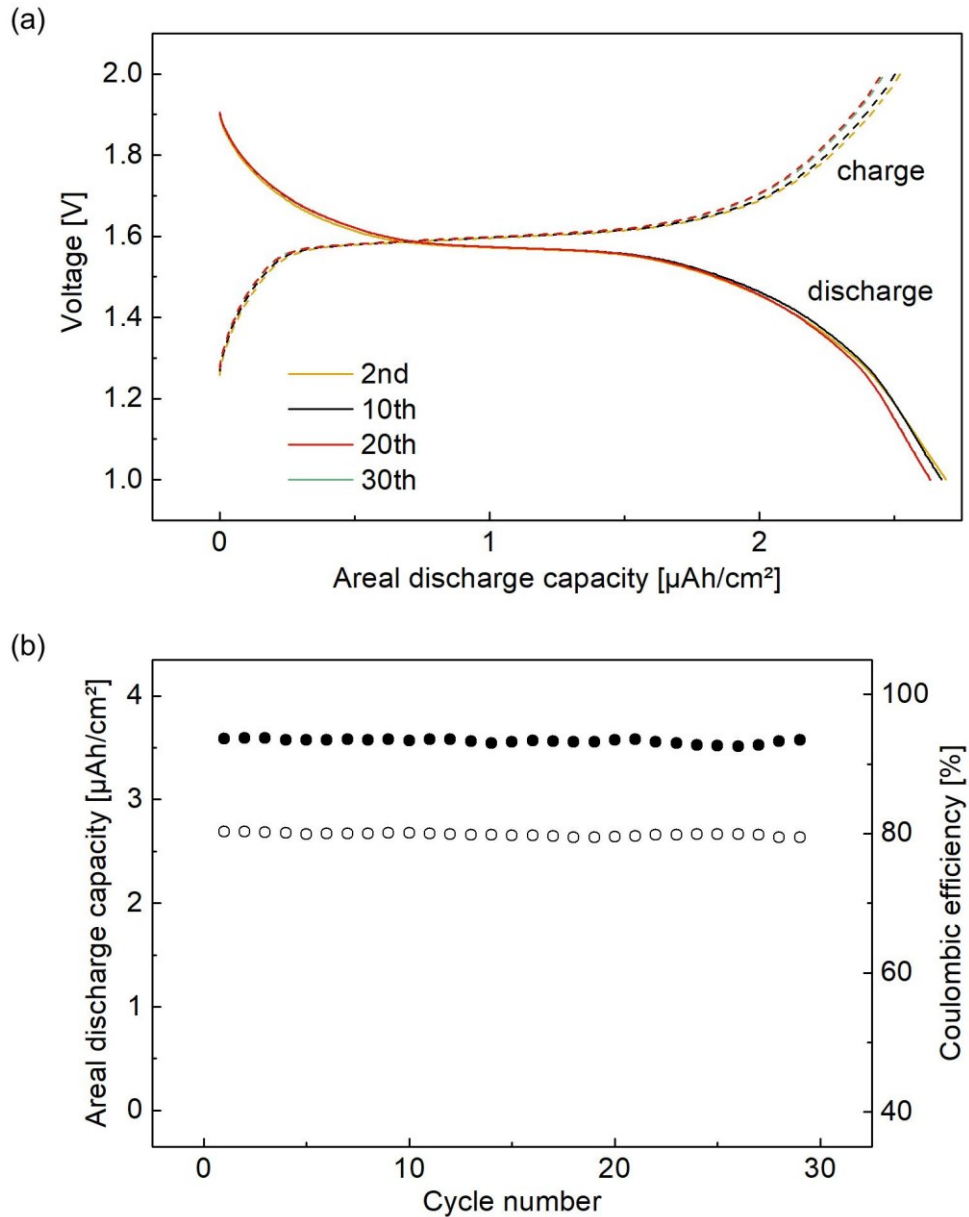 (a)
2.0
1.8
1.6
1.4
1.2
1.0
Voltage [V]
charge
discharge
2nd
10th
20th
30th
0
1
2
Areal discharge capacity [µAh/cm²]
(b)
4
3
2
1
0
Areal discharge capacity [µAh/cm²]
100
80
60
40
Coulombic efficiency [%]
0
10
20
30
Cycle number